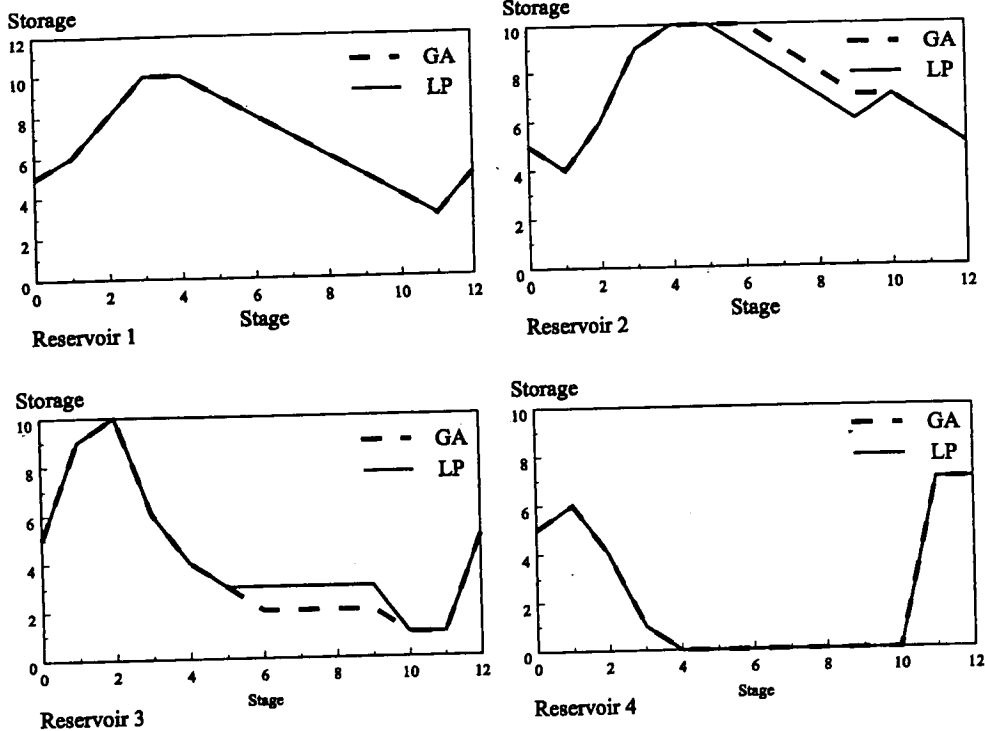 Storage
12
10
8
6
4
2
0
0 2 4 6 8 10 12
GA
LP
Stage
Reservoir 1
Storage
10
8
6
4
2
0
0 2 4 6 8 10 12
GA
LP
Stage
Reservoir 2
Storage
10
8
6
4
2
0
0 2 4 6 8 10 12
GA
LP
Stage
Reservoir 3
Storage
10
8
6
4
2
0
0 2 4 6 8 10 12
GA
LP
Stage
Reservoir 4